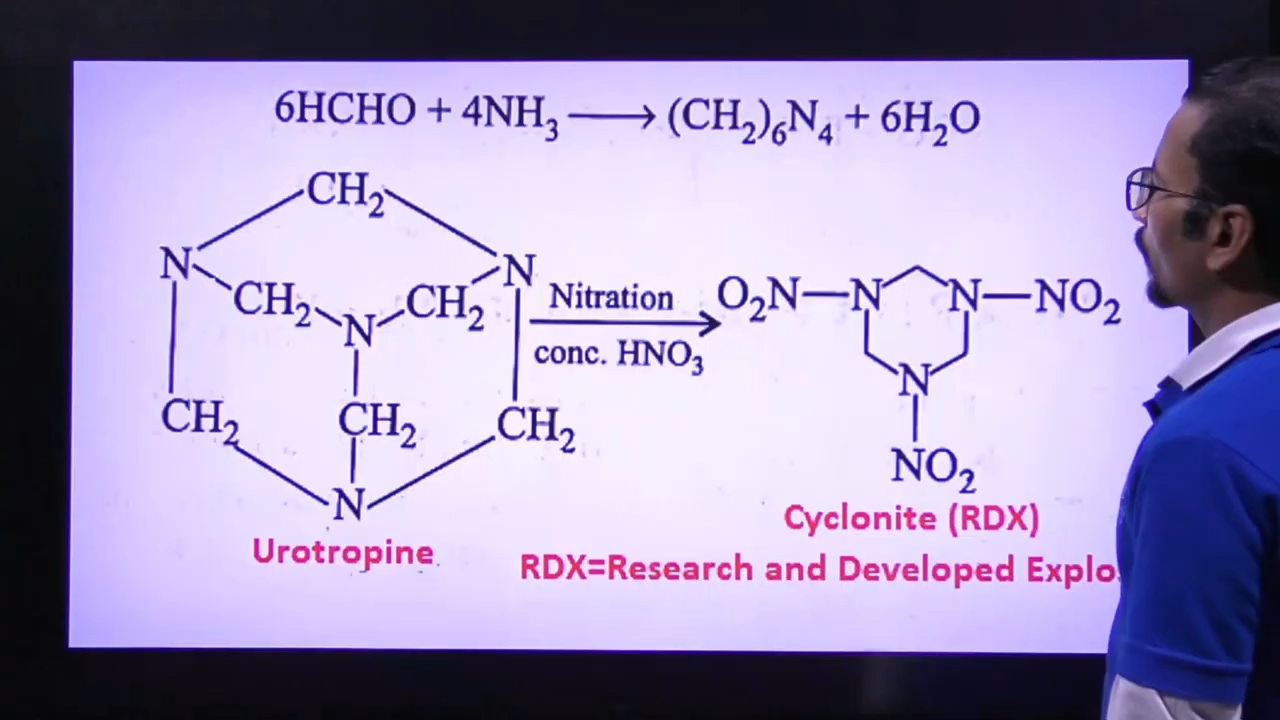 6HCHO + 4NH₃ ⟶ (CH₂)₆N₄ + 6H₂O
CH₂
N
N
CH₂
CH₂
N
Nitration
conc. HNO₃
O₂N
N
N
NO₂
N
CH₂
CH₂
CH₂
NO₂
N
Cyclonite (RDX)
Urotropine
RDX=Research and Developed Explo